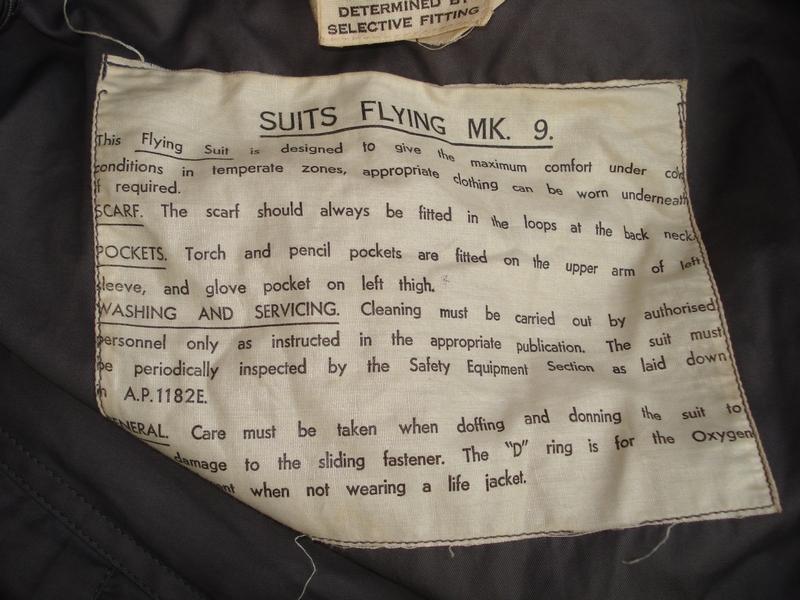 DETERMINED BY
SELECTIVE FITTING
SUITS FLYING MK. 9.
This Flying Suit is designed to give the maximum comfort under cold
conditions in temperate zones, appropriate clothing can be worn underneath
if required.
SCARF. The scarf should always be fitted in the loops at the back neck.
POCKETS. Torch and pencil pockets are fitted on the upper arm of left
sleeve, and glove pocket on left thigh.
WASHING AND SERVICING. Cleaning must be carried out by authorised
personnel only as instructed in the appropriate publication. The suit must
be periodically inspected by the Safety Equipment Section as laid down
in A.P.1182E.
GENERAL. Care must be taken when doffing and donning the suit to
damage to the sliding fastener. The "D" ring is for the Oxygen
when not wearing a life jacket.